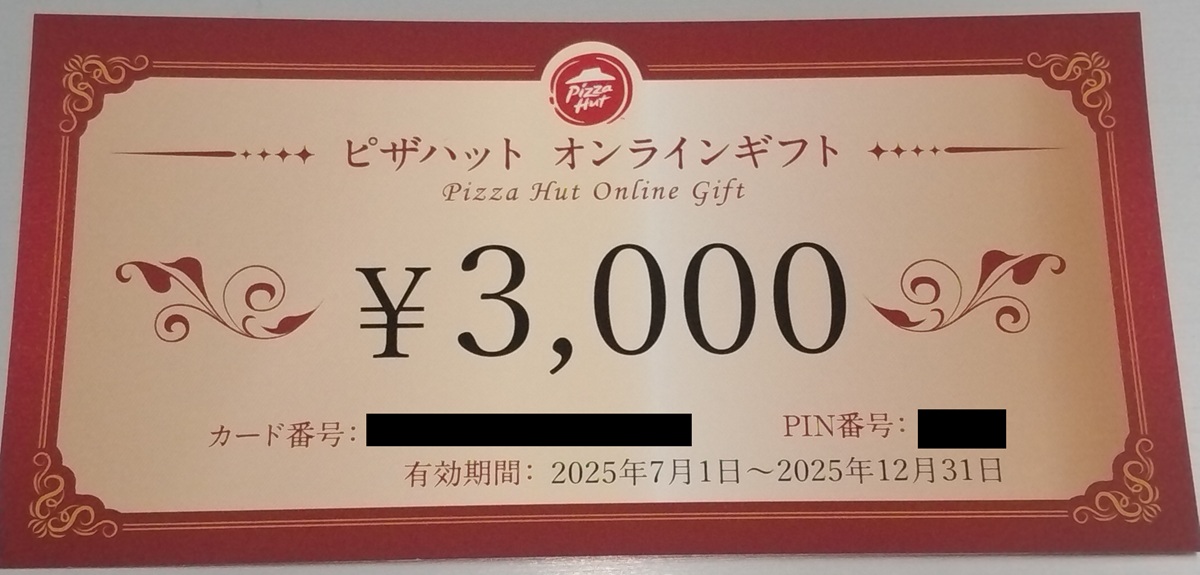 Pizza
Hut
ピザハット オンラインギフト
Pizza Hut Online Gift
¥3,000
カード番号:
PIN番号:
有効期間: 2025年7月1日～2025年12月31日